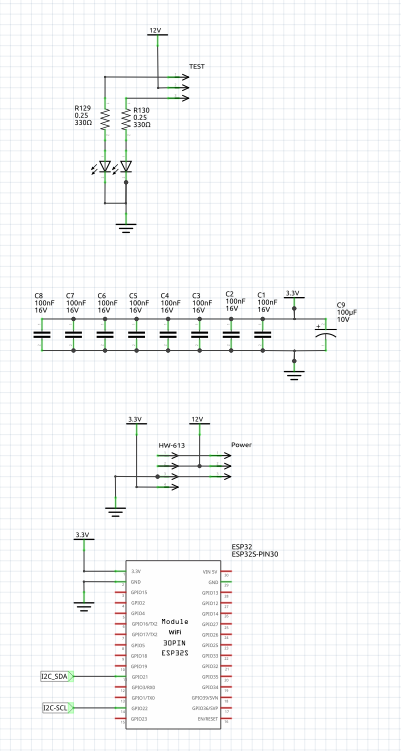 12V
TEST
R129
0.25
330Ω
R130
0.25
330Ω
C8
100nF
16V
C7
100nF
16V
C6
100nF
16V
C5
100nF
16V
C4
100nF
16V
C3
100nF
16V
C2
100nF
16V
C1
100nF
16V
3.3V
C9
100µF
10V
+
3.3V
12V
HW-613
Power
3.3V
ESP32
ESP32S-PIN30
3.3V
GND
GPIO15
GPIO2
GPIO4
GPIO16/TX2
GPIO17/TX2
GPIO5
GPIO18
GPIO19
GPIO21
GPIO3/RX0
GPIO1/TX0
GPIO22
GPIO23
Module
WiFi
30PIN
ESP32S
VIN 5V
GND
GPIO13
GPIO12
GPIO14
GPIO27
GPIO26
GPIO25
GPIO33
GPIO32
GPIO35
GPIO34
GPIO39/SVN
GPIO36/SVP
EN/RESET
I2C_SDA
I2C-SCL